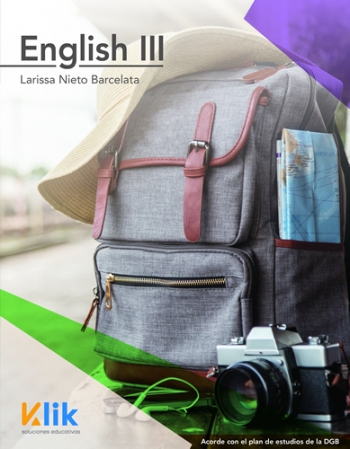 English III
Larissa Nieto Barcelata
klik
soluciones educativas
Acorde con el plan de estudios de la DGB